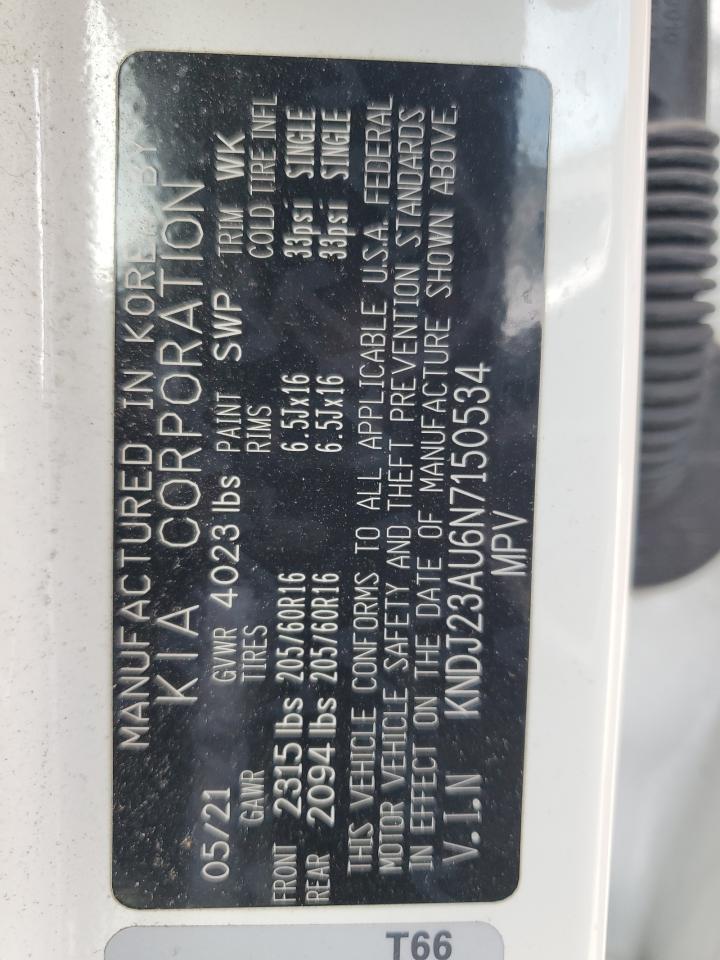 MANUFACTURED IN KOREA BY
KIA CORPORATION
05/21 GVWR 4023 lbs PAINT SWP TRIM WK
GAWR TIRES RIMS COLD TIRE INFL
FRONT 2315 lbs 205/60R16 6.5Jx16 33psi SINGLE
REAR 2094 lbs 205/60R16 6.5Jx16 33psi SINGLE
THIS VEHICLE CONFORMS TO ALL APPLICABLE U.S.A. FEDERAL
MOTOR VEHICLE SAFETY AND THEFT PREVENTION STANDARDS
IN EFFECT ON THE DATE OF MANUFACTURE SHOWN ABOVE.
V.I.N KNDJ23AU6N7150534
MPV
T66